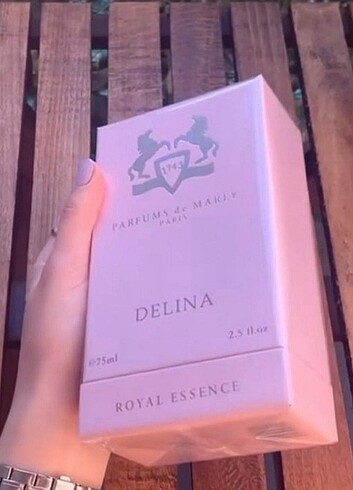 1743
PARFUMS de MARLY
PARIS
DELINA
2.5 fl.oz
℮75ml
ROYAL ESSENCE